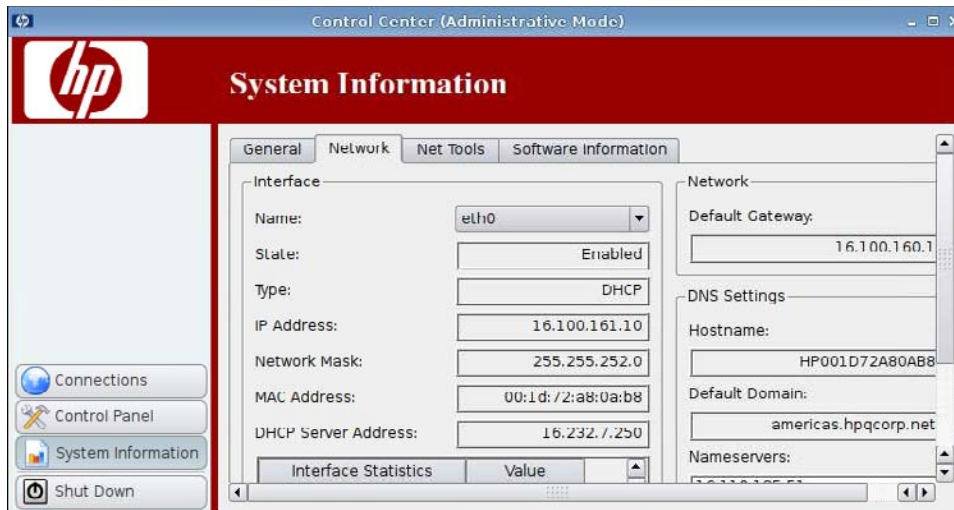 Control Center (Administrative Mode)
hp
System Information
General Network Net Tools Software Information
Interface
Name: eth0
State: Enabled
Type: DHCP
IP Address: 16.100.161.10
Network Mask: 255.255.252.0
MAC Address: 00:1d:72:a8:0a:b8
DHCP Server Address: 16.232.7.250
Interface Statistics Value
Network
Default Gateway:
16.100.160.1
DNS Settings
Hostname:
HP001D72A80AB8
Default Domain:
americas.hpqcorp.net
Nameservers:
Connections
Control Panel
System Information
Shut Down